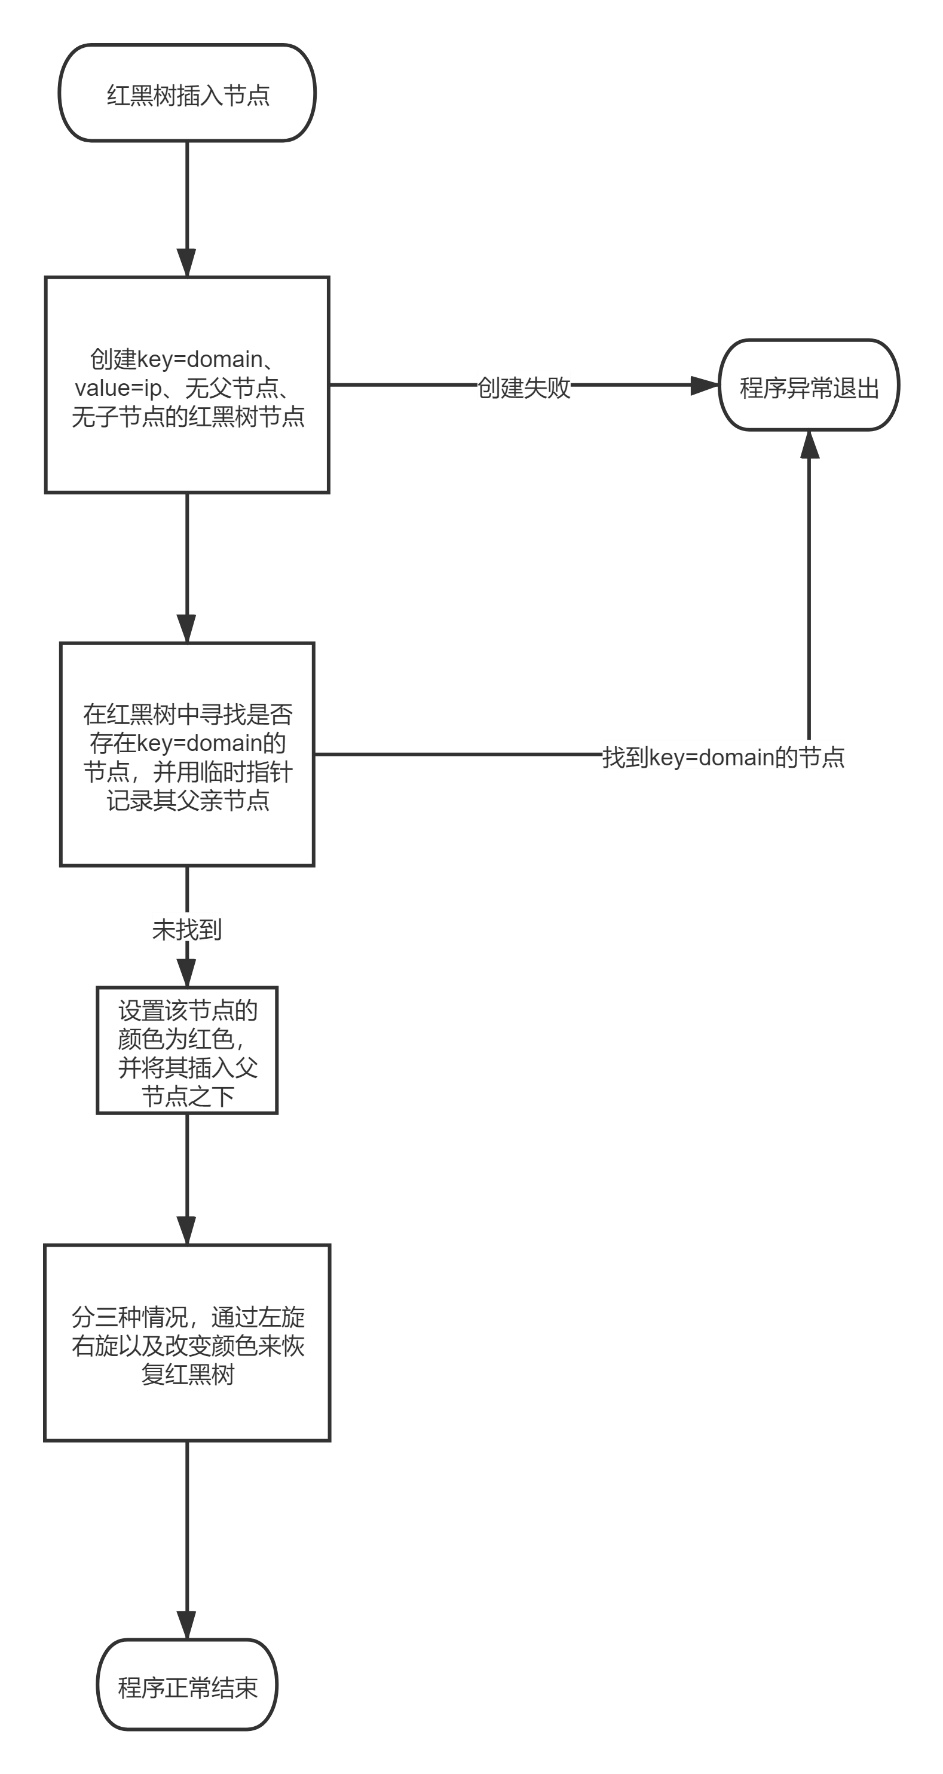 红黑树插入节点
创建key=domain、
value=ip、无父节点、
无子节点的红黑树节点
创建失败
程序异常退出
在红黑树中寻找是否
存在key=domain的
节点，并用临时指针
记录其父亲节点
找到key=domain的节点
未找到
设置该节点的
颜色为红色，
并将其插入父
节点之下
分三种情况，通过左旋
右旋以及改变颜色来恢
复红黑树
程序正常结束